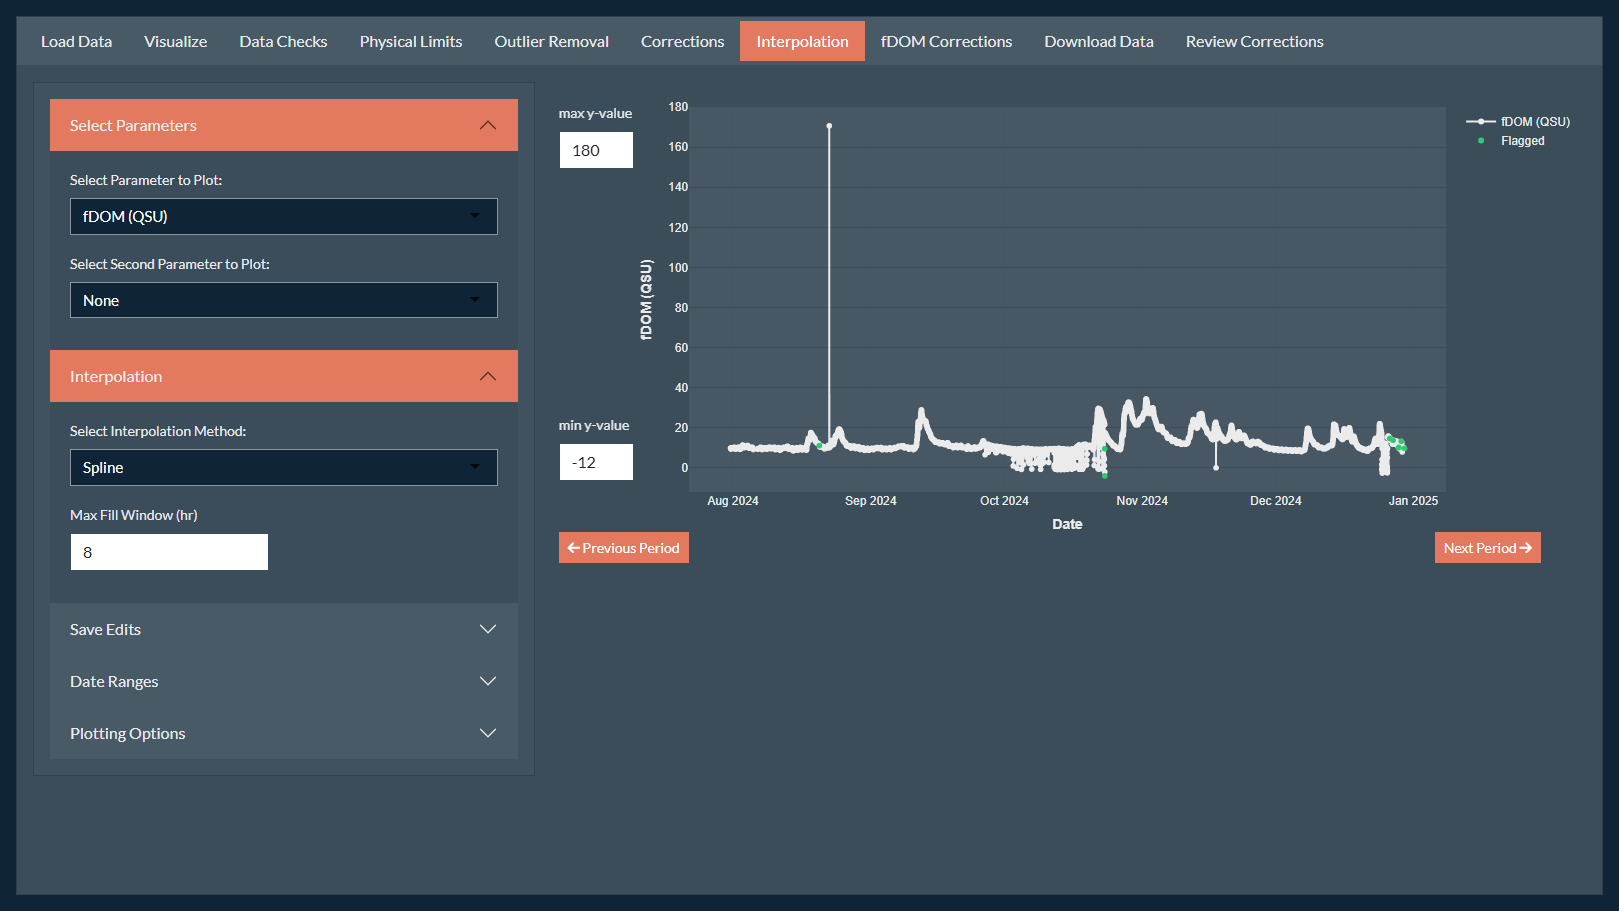 Load Data
Visualize
Data Checks
Physical Limits
Outlier Removal
Corrections
Interpolation
fDOM Corrections
Download Data
Review Corrections
Select Parameters
Select Parameter to Plot:
fDOM (QSU)
Select Second Parameter to Plot:
None
Interpolation
Select Interpolation Method:
Spline
Max Fill Window (hr)
8
Save Edits
Date Ranges
Plotting Options
max y-value
180
min y-value
-12
fDOM (QSU)
180
160
140
120
100
80
60
40
20
0
Aug 2024
Sep 2024
Oct 2024
Nov 2024
Dec 2024
Jan 2025
Date
fDOM (QSU)
Flagged
Previous Period
Next Period